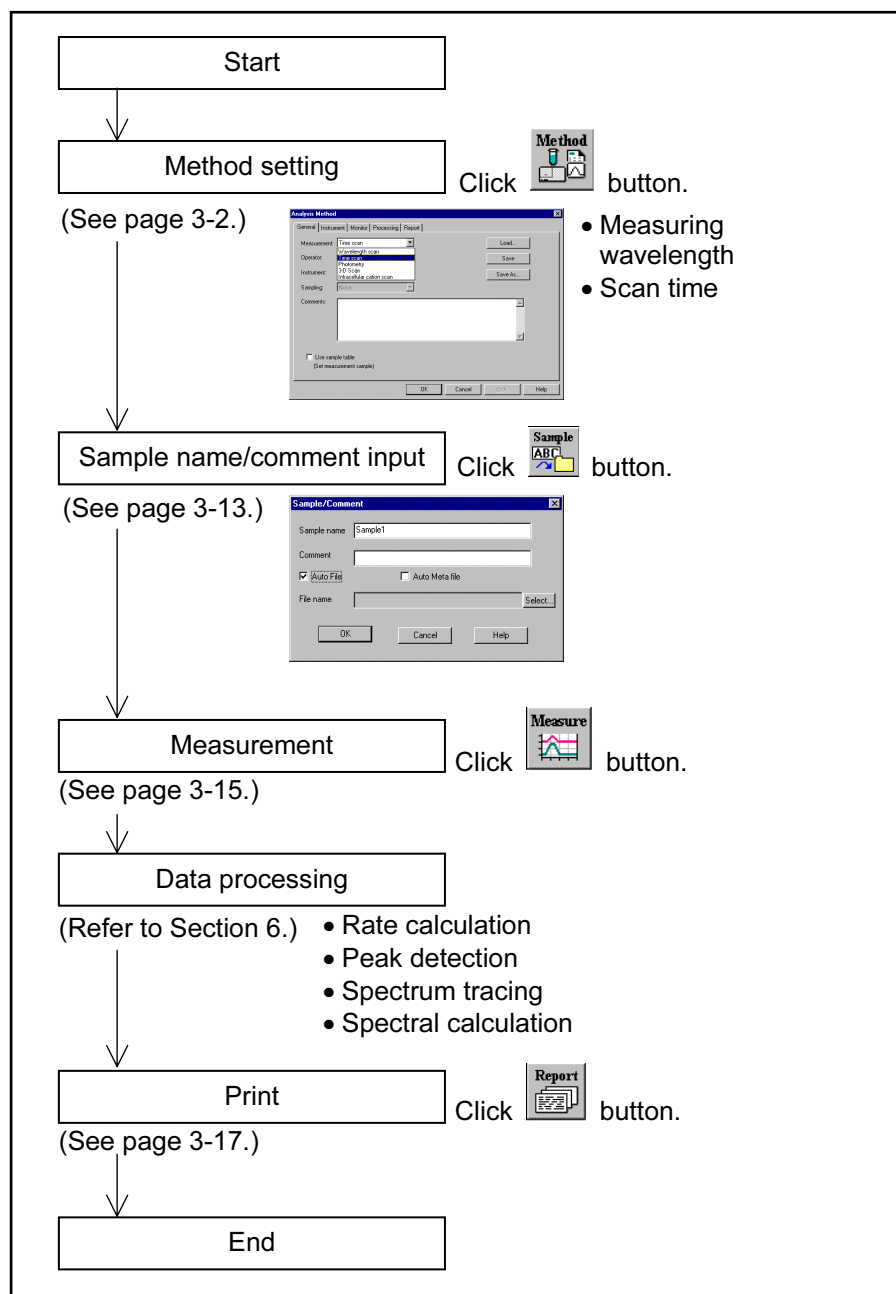 Start
Method setting
Click Method button.
(See page 3-2.)
Analysis Method
General Instrument Monitor Processing Report
Measurement: Time scan Load...
Wavelength scan
Operator: Time scan Save
Photometry
Instrument: 3-D Scan Save As...
Intracellular cation scan
Sampling: None
Comments:
Use sample table
(Set measurement sample)
OK Cancel Apply Help
• Measuring
wavelength
• Scan time
Sample name/comment input
Click Sample ABC button.
(See page 3-13.)
Sample/Comment
Sample name Sample1
Comment
Auto File Auto Meta file
File name Select...
OK Cancel Help
Measurement
Click Measure button.
(See page 3-15.)
Data processing
(Refer to Section 6.)
• Rate calculation
• Peak detection
• Spectrum tracing
• Spectral calculation
Print
Click Report button.
(See page 3-17.)
End